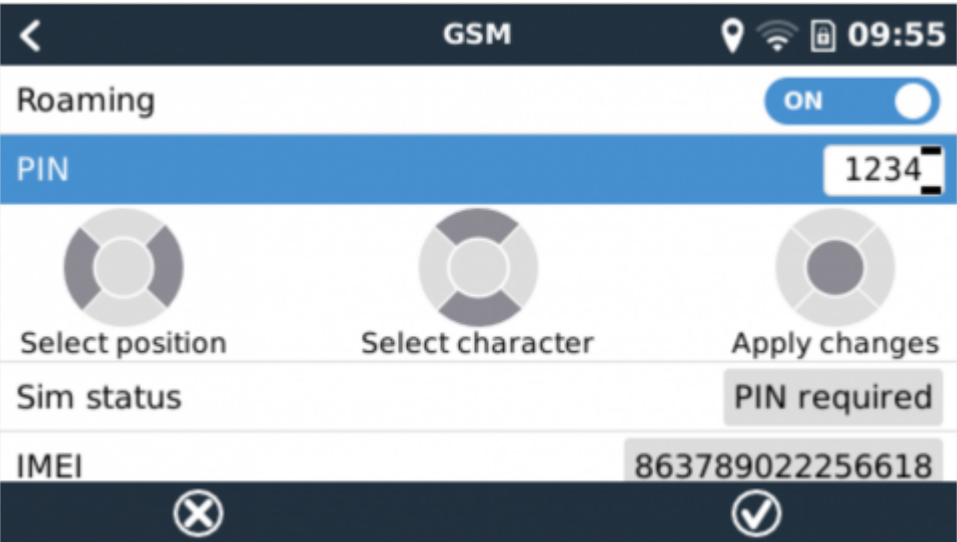 GSM 09:55
Roaming ON
PIN 1234
Select position Select character Apply changes
Sim status PIN required
IMEI 863789022256618